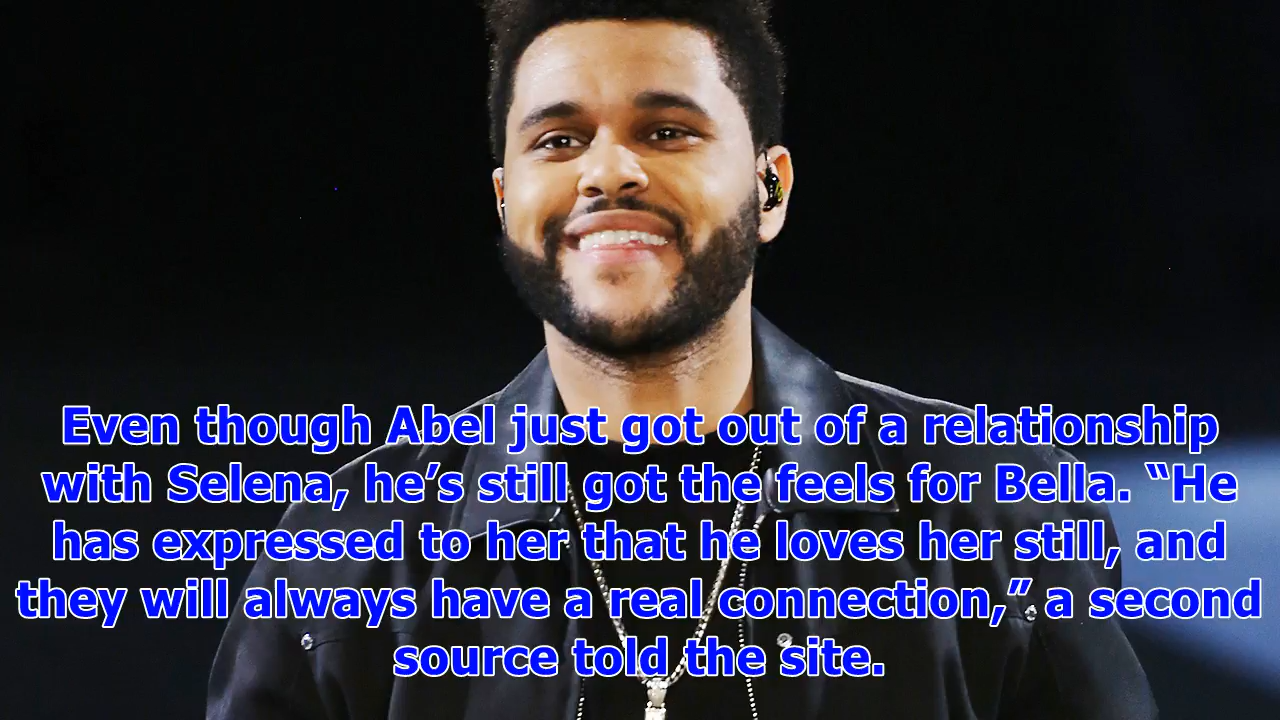 Even though Abel just got out of a relationship
with Selena, he’s still got the feels for Bella. “He
has expressed to her that he loves her still, and
they will always have a real connection,” a second
source told the site.